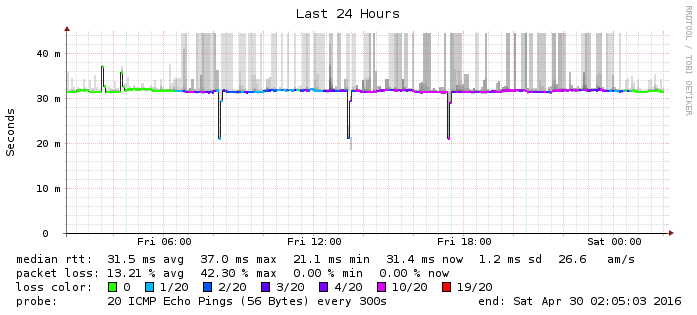 Last 24 Hours
RRDTOOL / TOBI OETIKER
Seconds
40 m
30 m
20 m
10 m
0
Fri 06:00 Fri 12:00 Fri 18:00 Sat 00:00
median rtt: 31.5 ms avg 37.0 ms max 21.1 ms min 31.4 ms now 1.2 ms sd 26.6 am/s
packet loss: 13.21 % avg 42.30 % max 0.00 % min 0.00 % now
loss color: 0 1/20 2/20 3/20 4/20 10/20 19/20
probe: 20 ICMP Echo Pings (56 Bytes) every 300s end: Sat Apr 30 02:05:03 2016